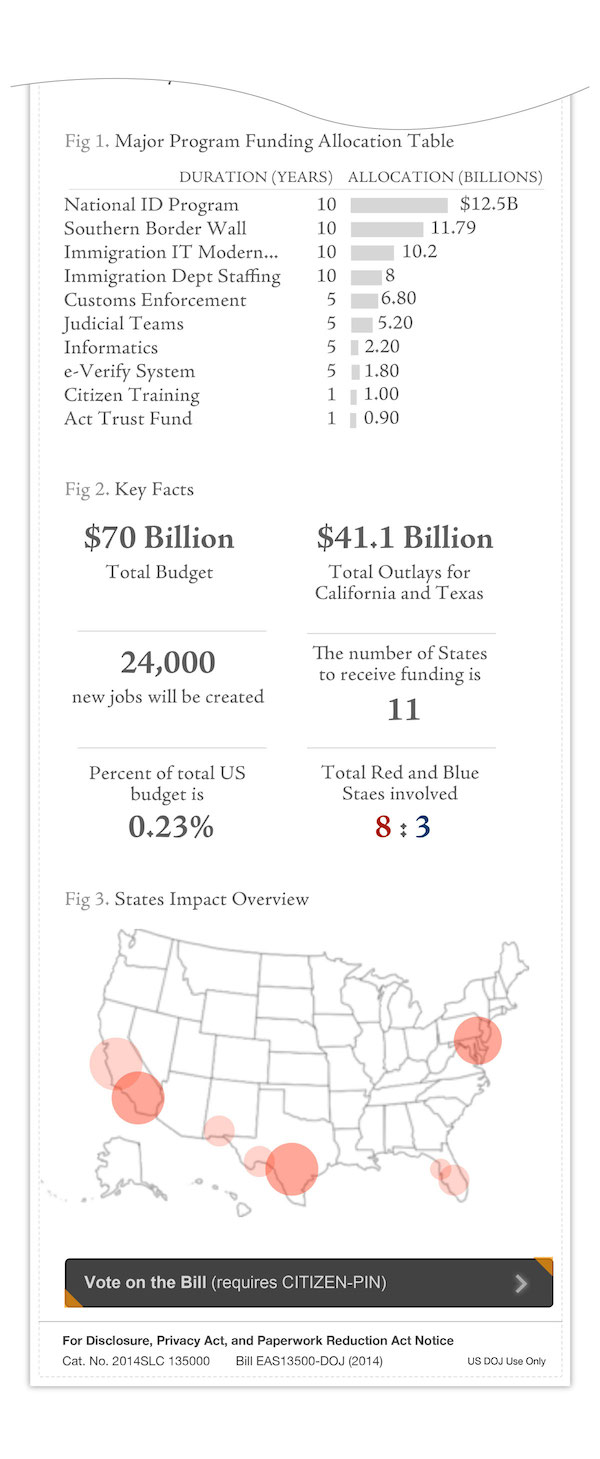 Fig 1. Major Program Funding Allocation Table
DURATION (YEARS) ALLOCATION (BILLIONS)
National ID Program 10 $12.5B
Southern Border Wall 10 11.79
Immigration IT Modern... 10 10.2
Immigration Dept Staffing 10 8
Customs Enforcement 5 6.80
Judicial Teams 5 5.20
Informatics 5 2.20
e-Verify System 5 1.80
Citizen Training 1 1.00
Act Trust Fund 1 0.90
Fig 2. Key Facts
$70 Billion
Total Budget
$41.1 Billion
Total Outlays for
California and Texas
24,000
new jobs will be created
The number of States
to receive funding is
11
Percent of total US
budget is
0.23%
Total Red and Blue
Staes involved
8 : 3
Fig 3. States Impact Overview
Vote on the Bill (requires CITIZEN-PIN)
For Disclosure, Privacy Act, and Paperwork Reduction Act Notice
Cat. No. 2014SLC 135000 Bill EAS13500-DOJ (2014) US DOJ Use Only